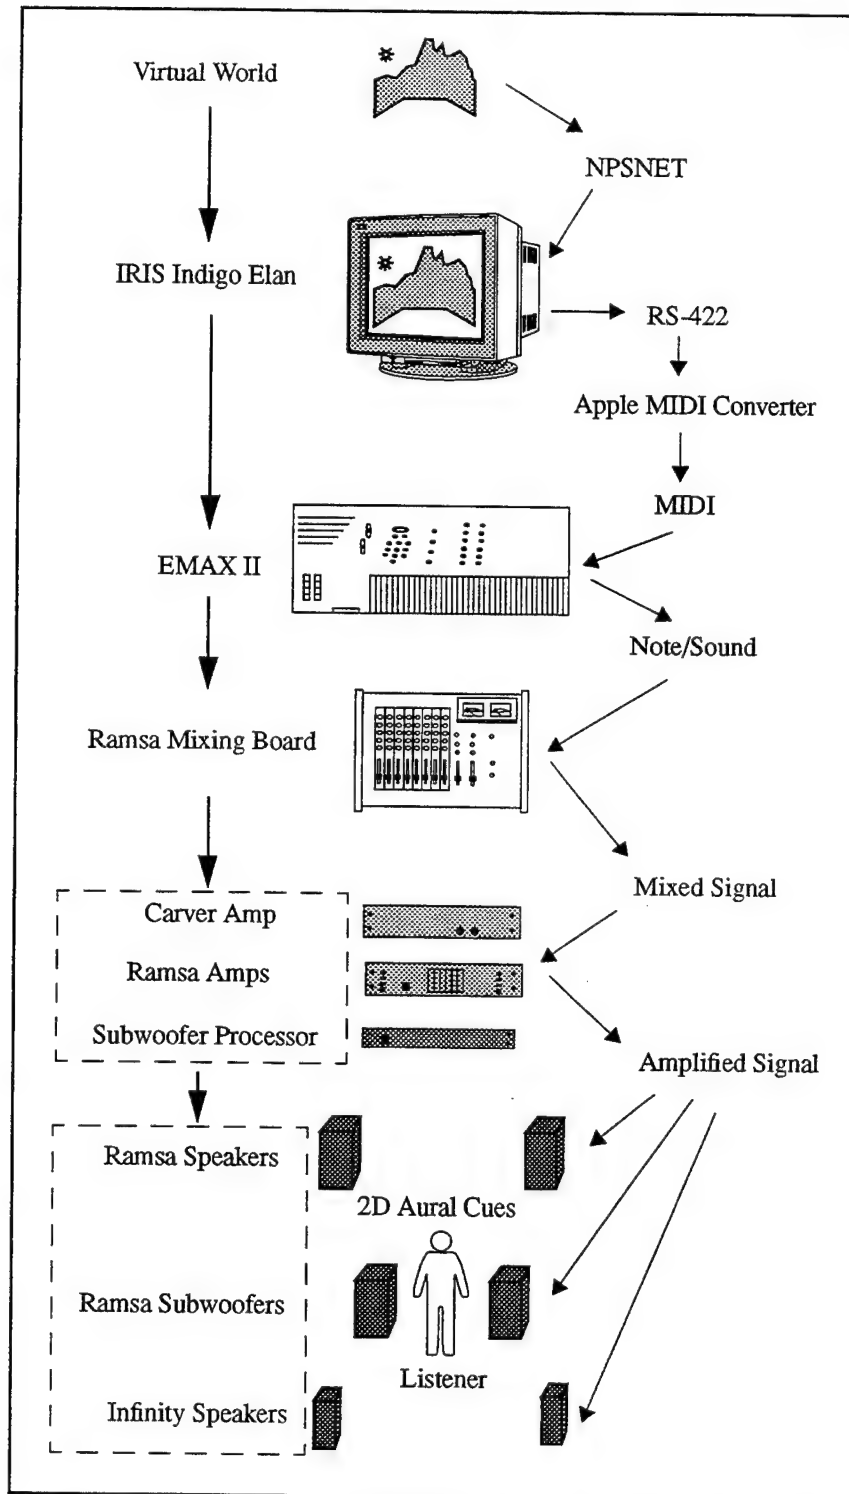 Virtual World
NPSNET
IRIS Indigo Elan
RS-422
Apple MIDI Converter
MIDI
EMAX II
Note/Sound
Ramsa Mixing Board
Mixed Signal
Carver Amp
Ramsa Amps
Subwoofer Processor
Amplified Signal
Ramsa Speakers
2D Aural Cues
Ramsa Subwoofers
Listener
Infinity Speakers